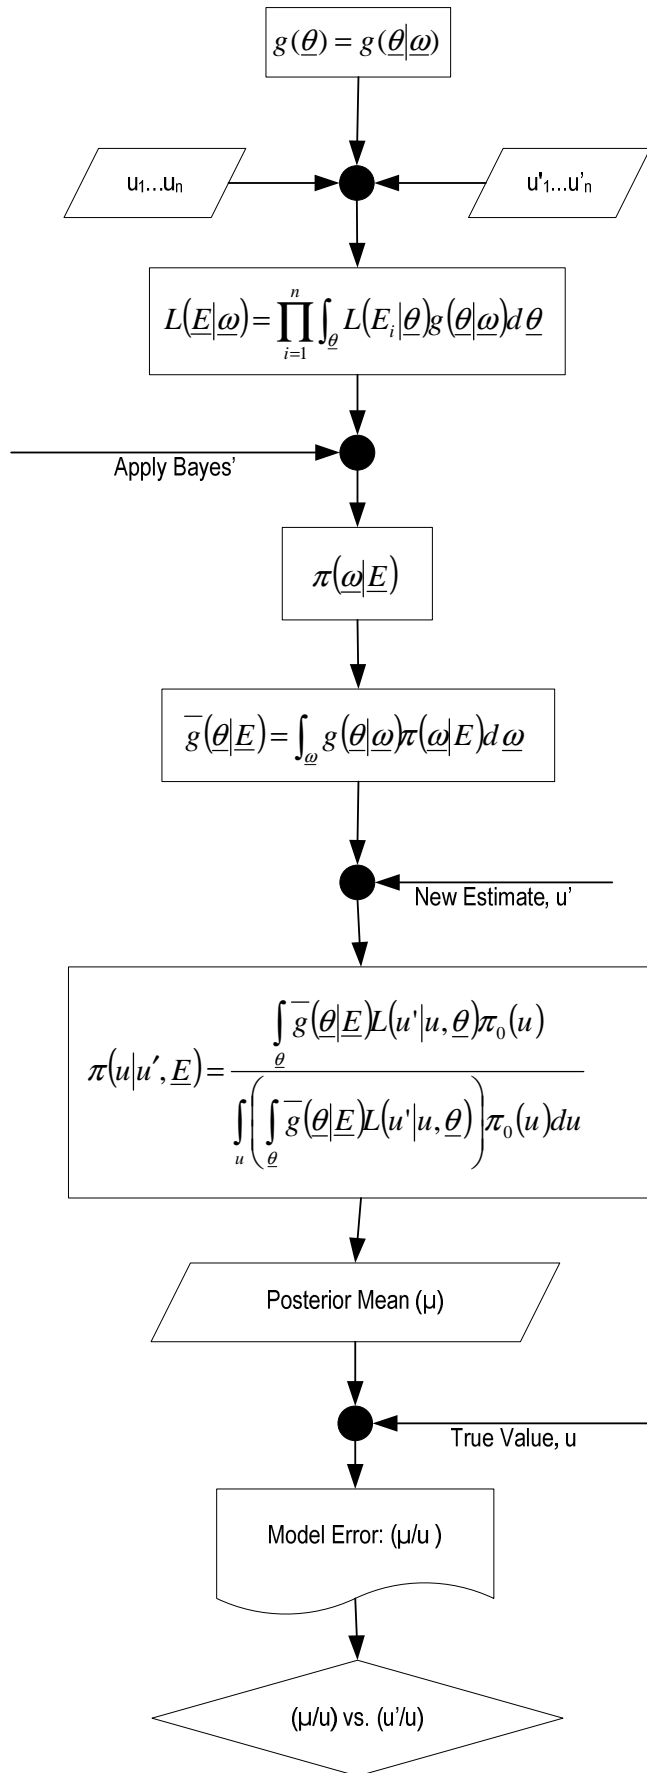 g(θ) = g(θ|ω)
u₁...uₙ
u'₁...u'ₙ
L(E|ω) = ∏ᵢ₌₁ⁿ ∫_θ L(Eᵢ|θ)g(θ|ω)dθ
Apply Bayes’
π(ω|E)
g̅(θ|E) = ∫_ω g(θ|ω)π(ω|E)dω
New Estimate, u’
π(u|u′, E) = ∫_θ g̅(θ|E)L(u'|u, θ)π₀(u) / ∫_u (∫_θ g̅(θ|E)L(u'|u, θ))π₀(u)du
Posterior Mean (µ)
True Value, u
Model Error: (µ/u )
(µ/u) vs. (u’/u)